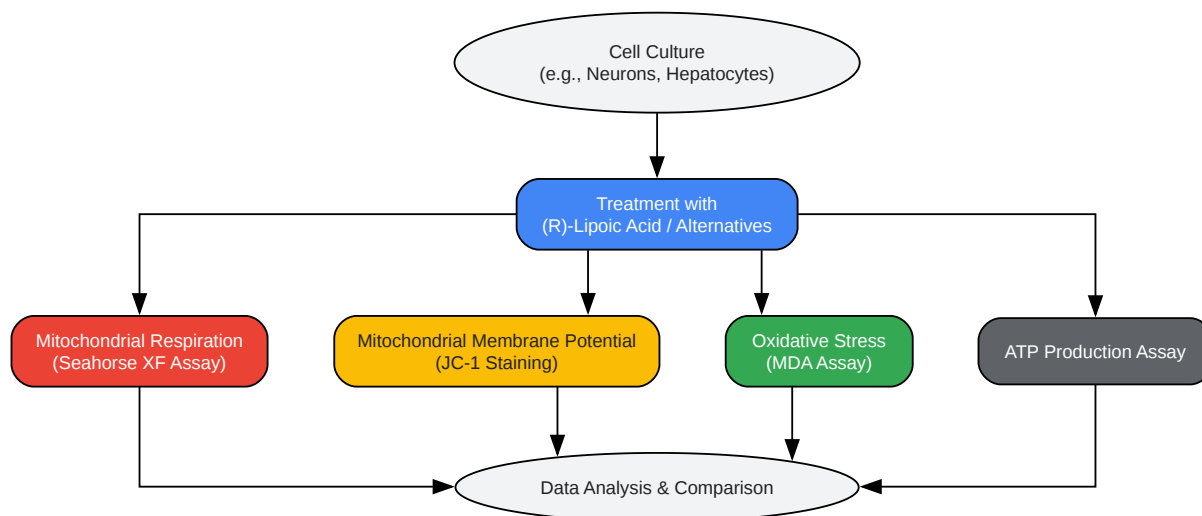 Cell Culture
(e.g., Neurons, Hepatocytes)
Treatment with
(R)-Lipoic Acid / Alternatives
Mitochondrial Respiration
(Seahorse XF Assay)
Mitochondrial Membrane Potential
(JC-1 Staining)
Oxidative Stress
(MDA Assay)
ATP Production Assay
Data Analysis & Comparison